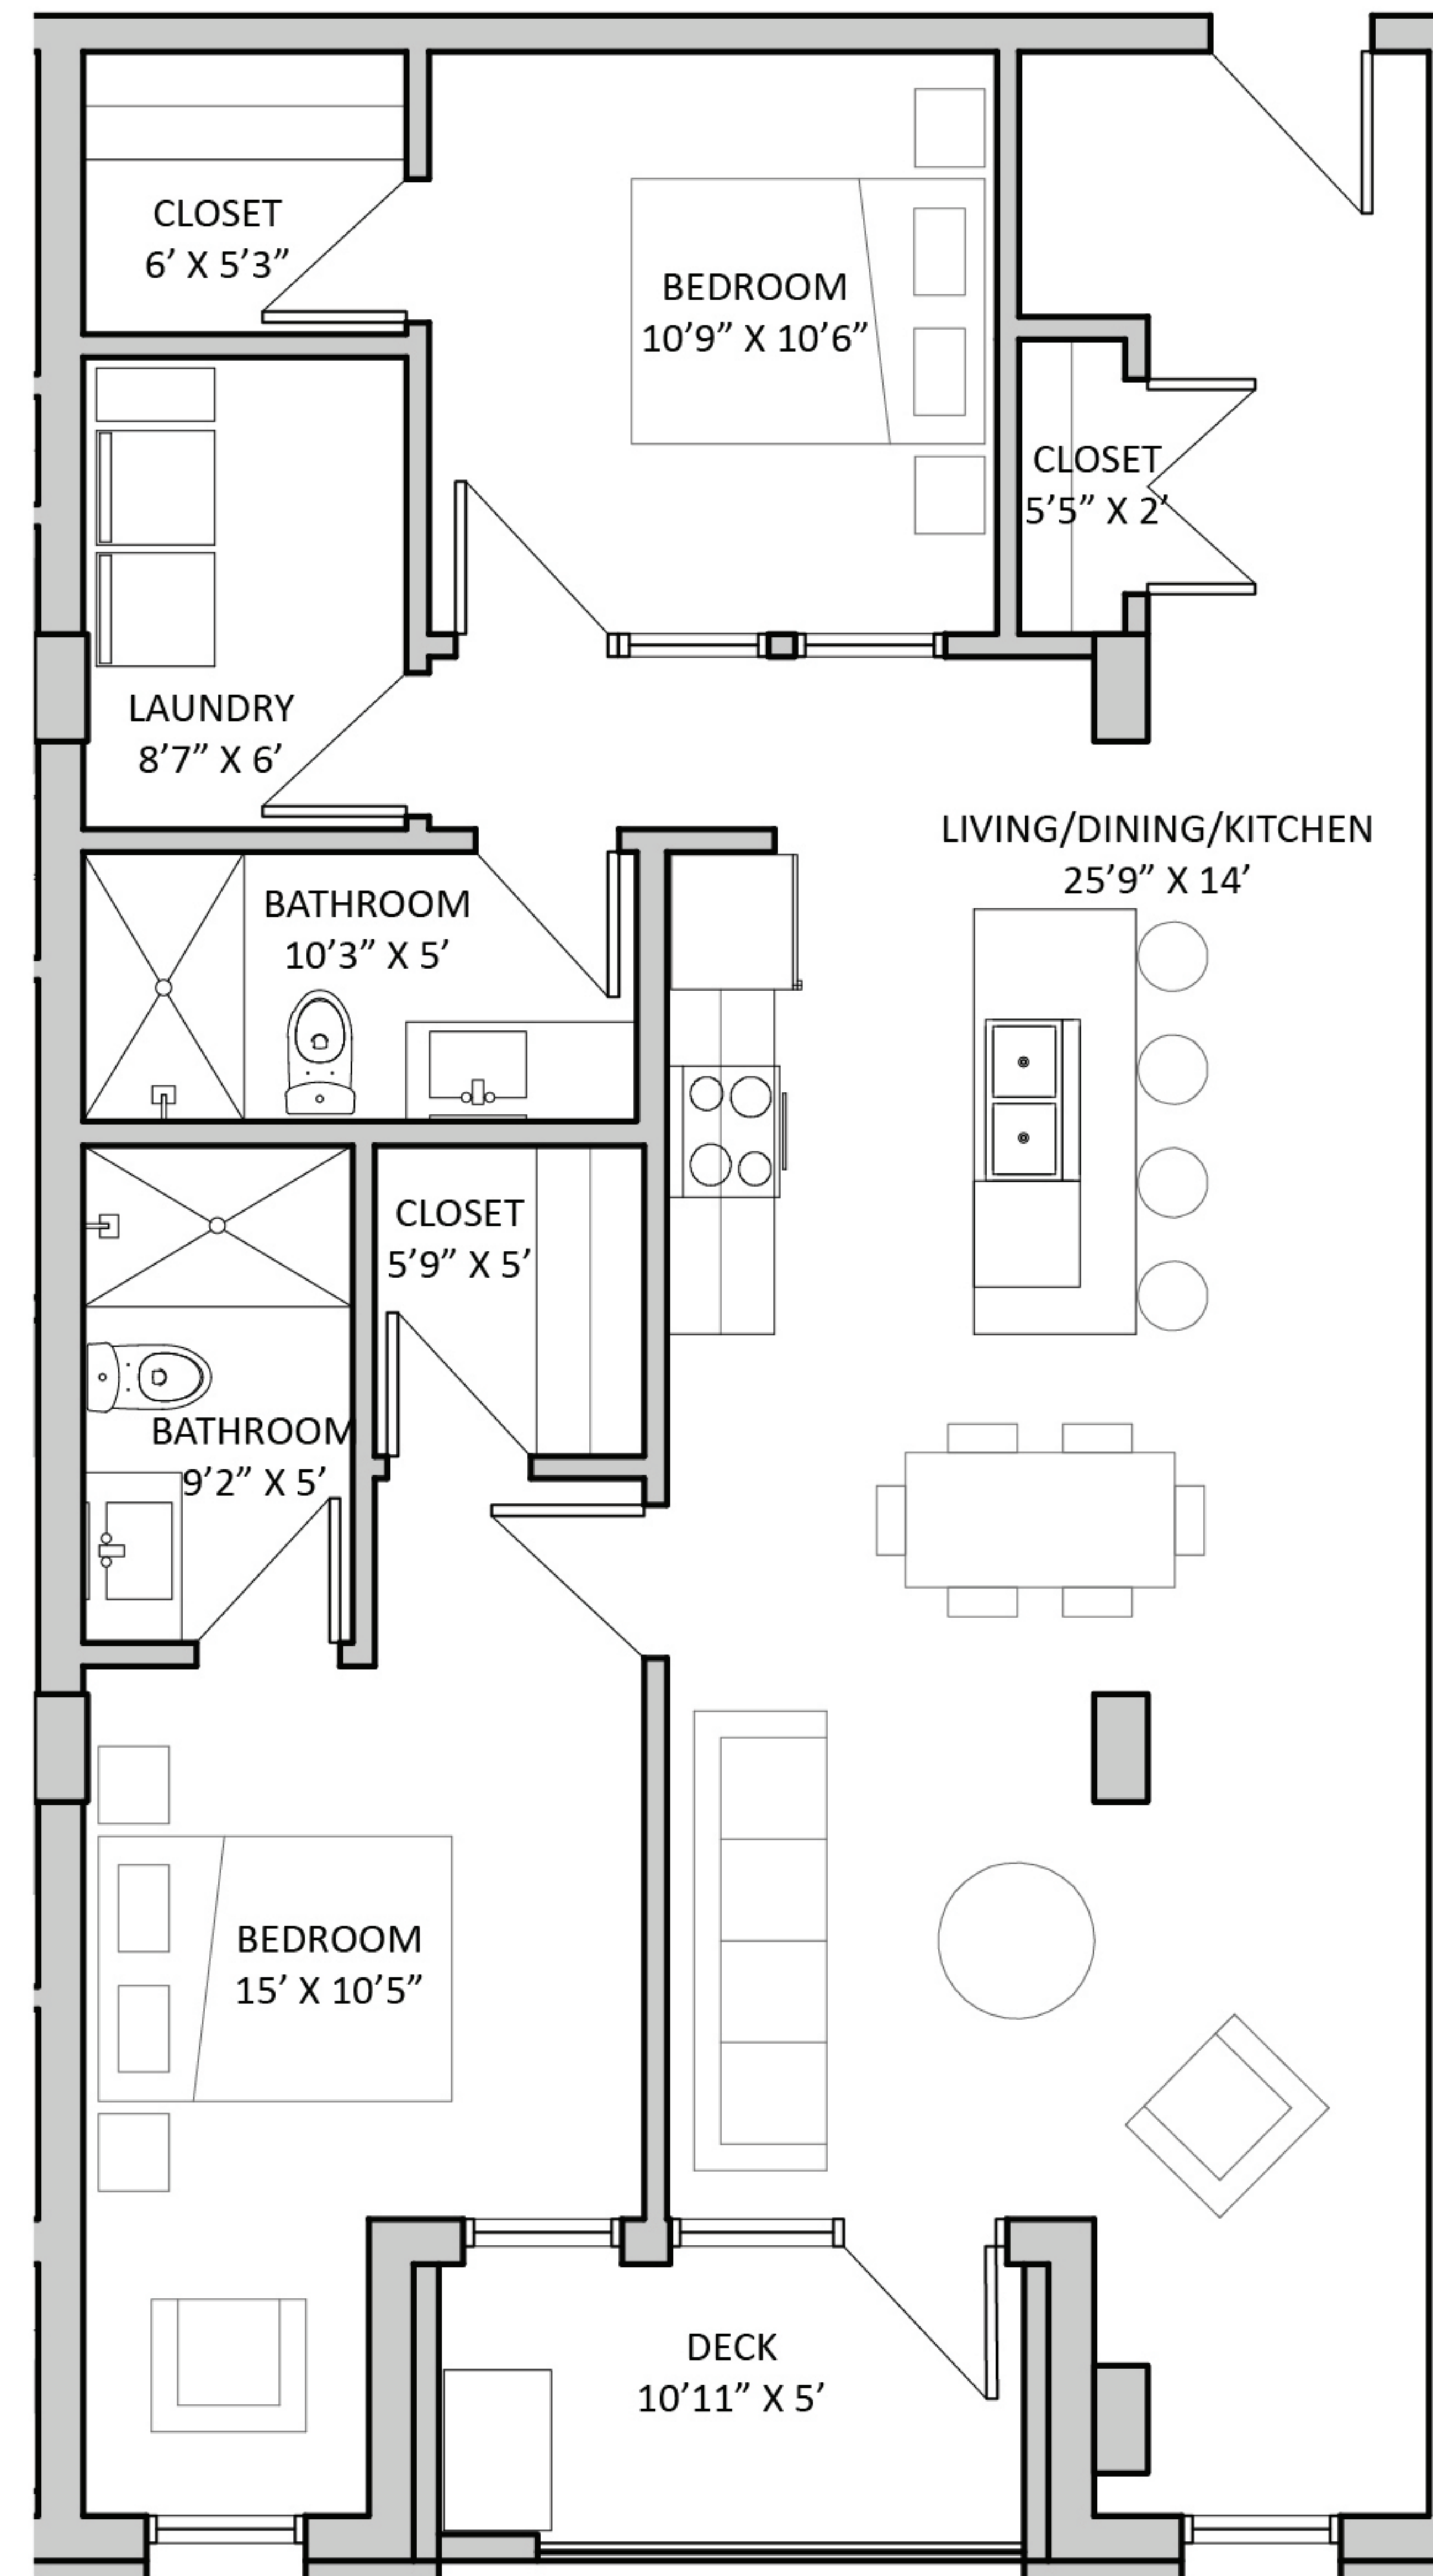 CLOSET
6’ X 5’3”
BEDROOM
10’9” X 10’6”
CLOSET
5’5” X 2’
LAUNDRY
8’7” X 6’
LIVING/DINING/KITCHEN
25’9” X 14’
BATHROOM
10’3” X 5’
CLOSET
5’9” X 5’
BATHROOM
9’2” X 5’
BEDROOM
15’ X 10’5”
DECK
10’11” X 5’